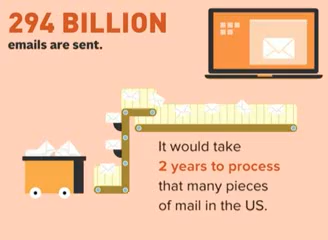 294 BILLION
emails are sent.
It would take
2 years to process
that many pieces
of mail in the US.